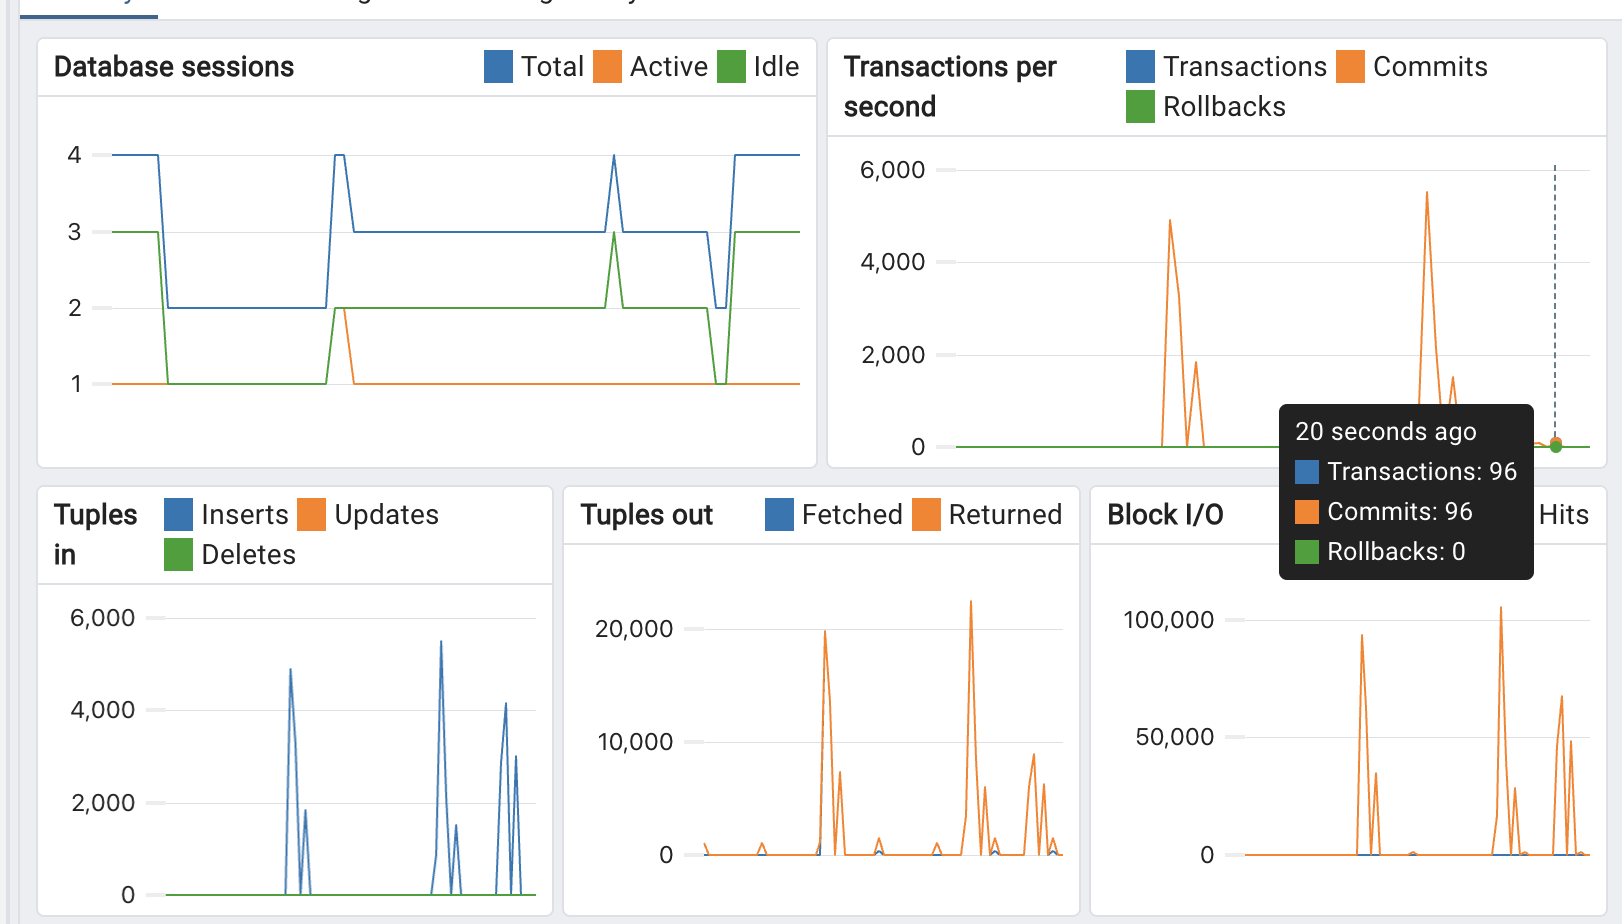 Database sessions Total Active Idle
4
3
2
1
Transactions per second Transactions Commits Rollbacks
6,000
4,000
2,000
0
20 seconds ago
Transactions: 96
Commits: 96
Rollbacks: 0
Tuples in Inserts Updates Deletes
6,000
4,000
2,000
0
Tuples out Fetched Returned
20,000
10,000
0
Block I/O Hits
100,000
50,000
0